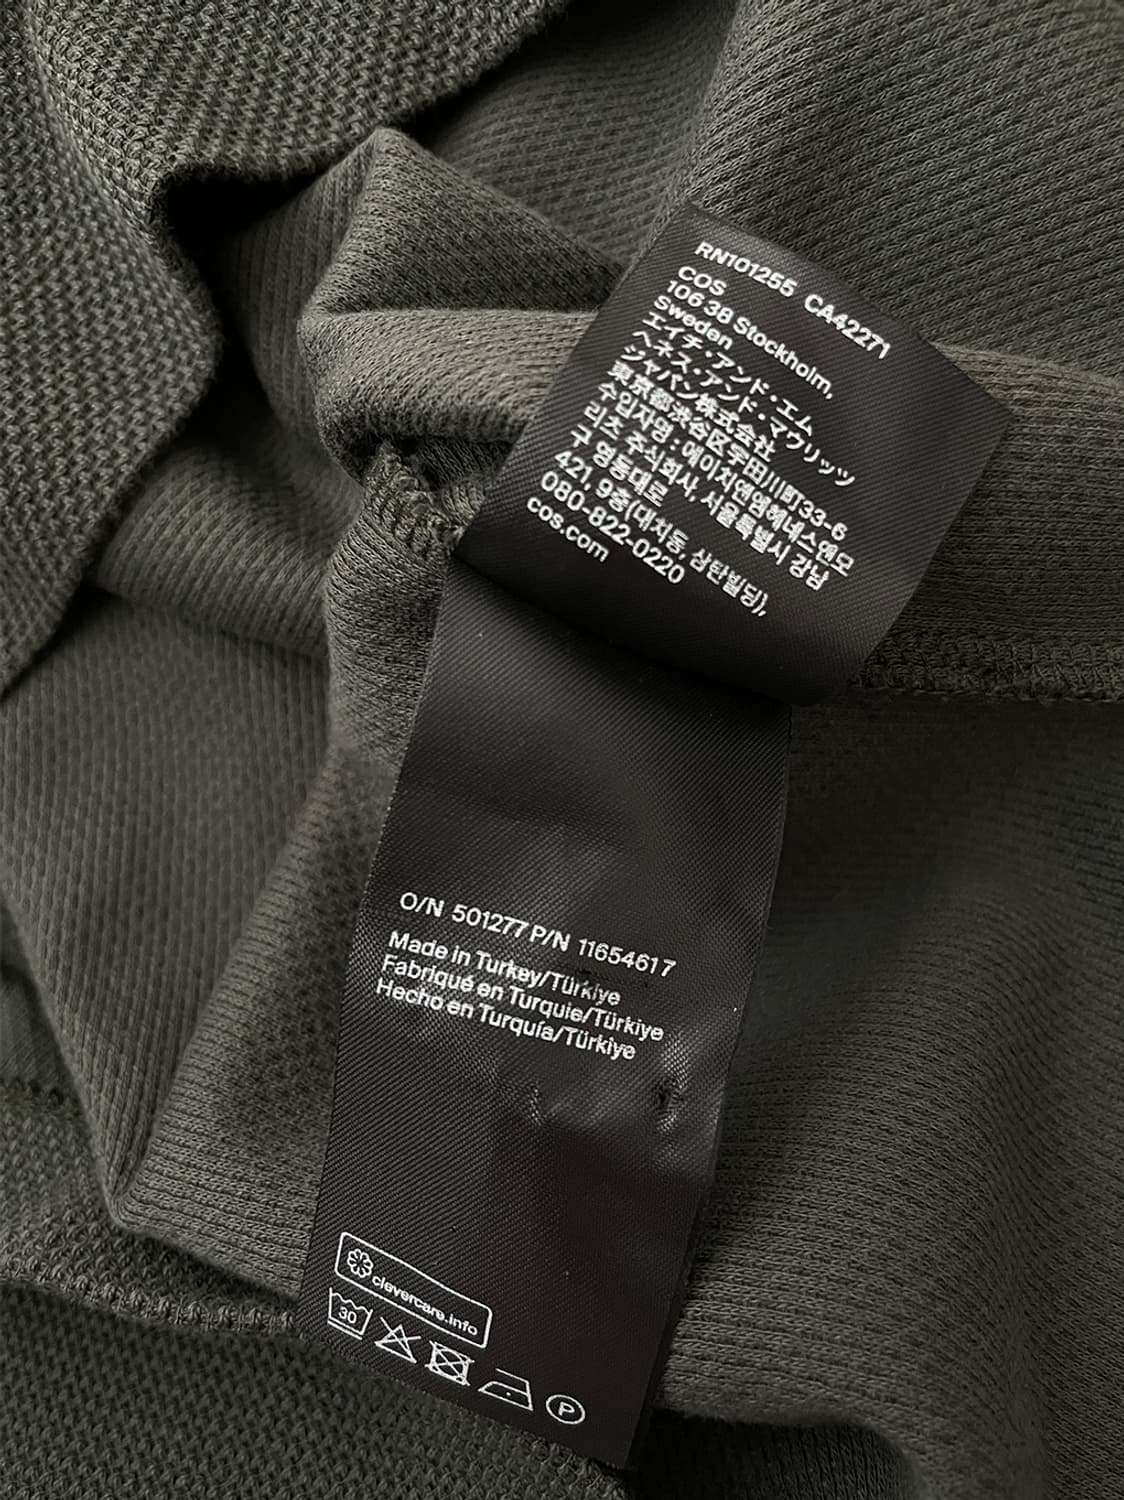 RN101255 CA42271
COS
106 38 Stockholm,
Sweden
エイチ・アンド・エム
ヘネス・アンド・マウリッツ
ジャパン株式会社
東京都渋谷区宇田川町33-6
수입자명 : 에이치앤엠헤네스앤모
리츠 주식회사, 서울특별시 강남
구 영동대로
421, 9층(대치동 삼탄빌딩),
080-822-0220
cos.com
O/N 501277 P/N 11654617
Made in Turkey/Türkiye
Fabriqué en Turquie/Türkiye
Hecho en Turquía/Türkiye
clevercare.info
30
P